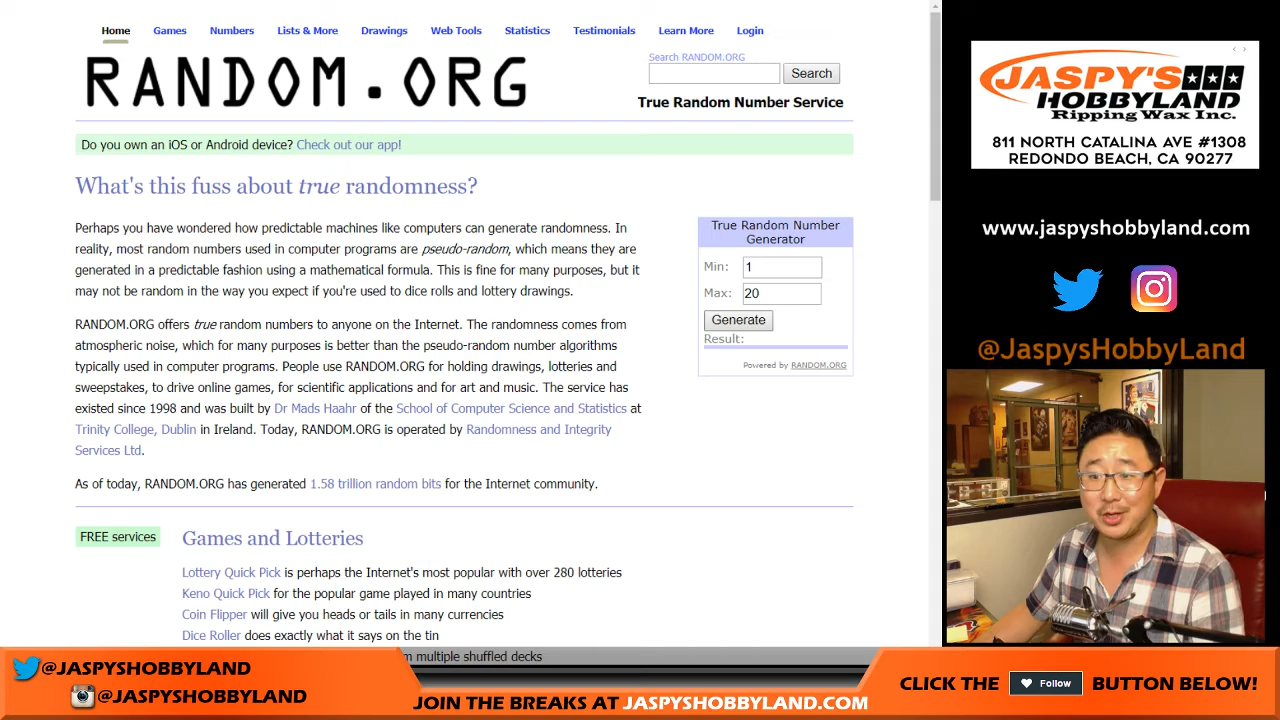 Home Games Numbers Lists & More Drawings Web Tools Statistics Testimonials Learn More Login
RANDOM.ORG
Search RANDOM.ORG
Search
True Random Number Service
Do you own an iOS or Android device? Check out our app!
What's this fuss about true randomness?
Perhaps you have wondered how predictable machines like computers can generate randomness. In
reality, most random numbers used in computer programs are pseudo-random, which means they are
generated in a predictable fashion using a mathematical formula. This is fine for many purposes, but it
may not be random in the way you expect if you're used to dice rolls and lottery drawings.
RANDOM.ORG offers true random numbers to anyone on the Internet. The randomness comes from
atmospheric noise, which for many purposes is better than the pseudo-random number algorithms
typically used in computer programs. People use RANDOM.ORG for holding drawings, lotteries and
sweepstakes, to drive online games, for scientific applications and for art and music. The service has
existed since 1998 and was built by Dr Mads Haahr of the School of Computer Science and Statistics at
Trinity College, Dublin in Ireland. Today, RANDOM.ORG is operated by Randomness and Integrity
Services Ltd.
As of today, RANDOM.ORG has generated 1.58 trillion random bits for the Internet community.
True Random Number
Generator
Min: 1
Max: 20
Generate
Result:
Powered by RANDOM.ORG
FREE services
Games and Lotteries
Lottery Quick Pick is perhaps the Internet's most popular with over 280 lotteries
Keno Quick Pick for the popular game played in many countries
Coin Flipper will give you heads or tails in many currencies
Dice Roller does exactly what it says on the tin
m multiple shuffled decks
JASPY'S
HOBBYLAND
Ripping Wax Inc.
811 NORTH CATALINA AVE #1308
REDONDO BEACH, CA 90277
www.jaspyshobbyland.com
@JaspysHobbyLand
@JASPYSHOBBYLAND
@JASPYSHOBBYLAND
JOIN THE BREAKS AT JASPYSHOBBYLAND.COM
CLICK THE Follow BUTTON BELOW!